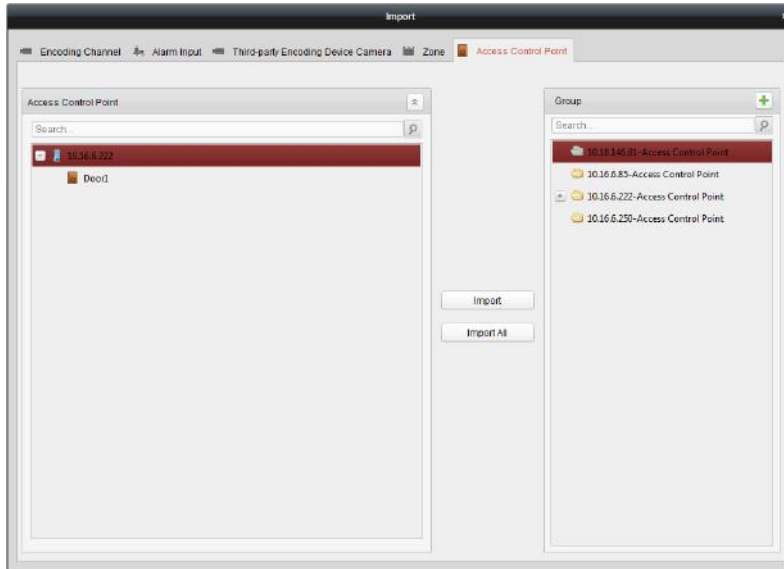 Import
Encoding Channel Alarm Input Third-party Encoding Device Camera Zone Access Control Point
Access Control Point
Search...
10.16.6.222
Door1
Import
Import All
Group
Search...
10.18.146.81-Access Control Point
10.16.6.85-Access Control Point
10.16.6.222-Access Control Point
10.16.6.250-Access Control Point